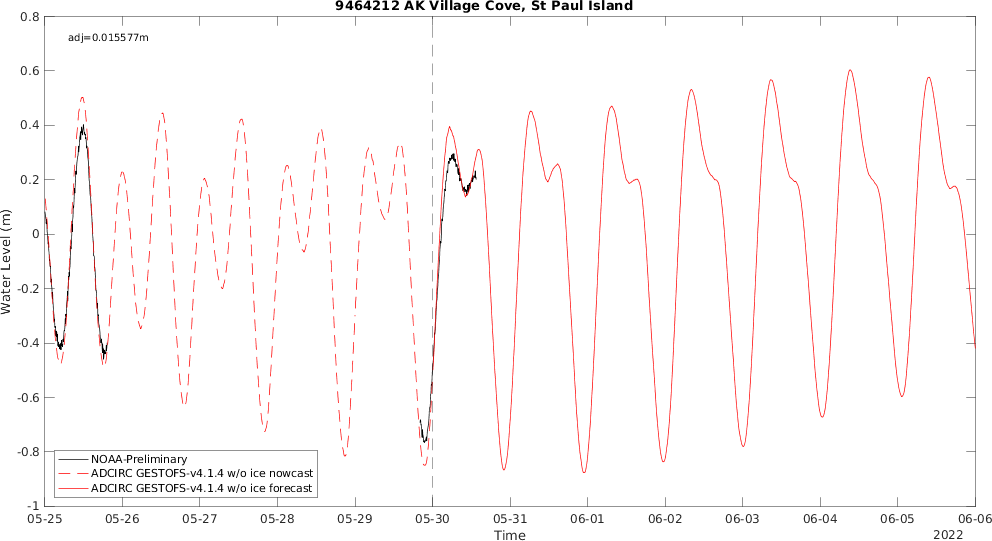 9464212 AK Village Cove, St Paul Island
adj=0.015577m
0.8
0.6
0.4
0.2
0
-0.2
-0.4
-0.6
-0.8
-1
Water Level (m)
NOAA-Preliminary
ADCIRC GESTOFS-v4.1.4 w/o ice nowcast
ADCIRC GESTOFS-v4.1.4 w/o ice forecast
05-25 05-26 05-27 05-28 05-29 05-30 05-31 06-01 06-02 06-03 06-04 06-05 06-06
Time
2022